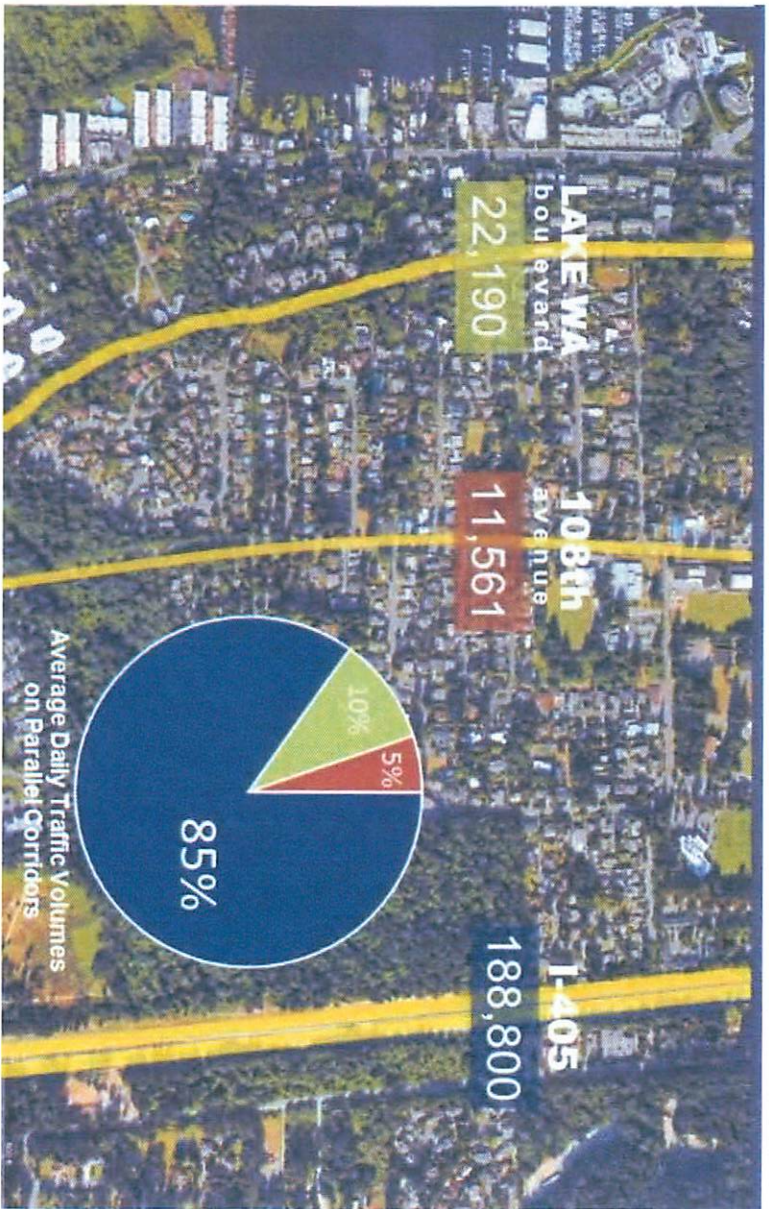 LAKE WA
boulevard
22,190
108th
avenue
11,561
I-405
188,800
10%
5%
85%
Average Daily Traffic Volumes
on Parallel Corridors